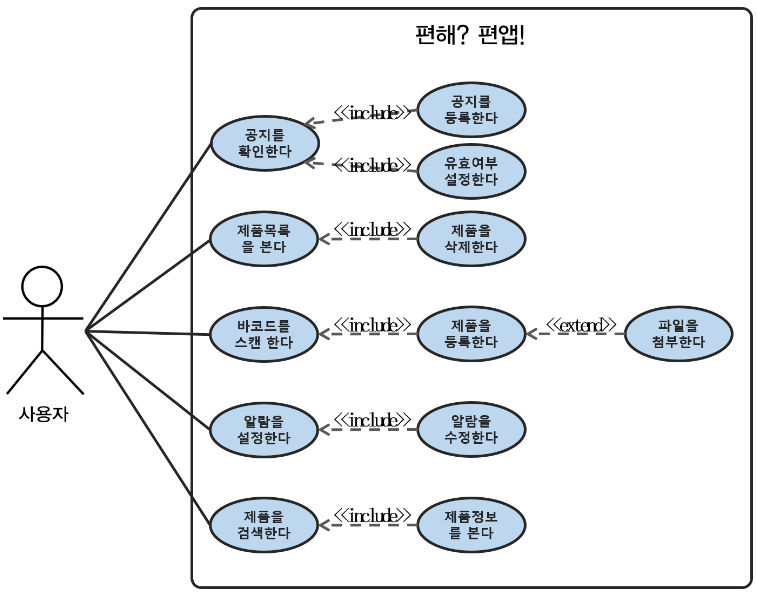 편해? 편앱!
공지를
확인한다
<<include>>
공지를
등록한다
<<include>>
유효여부
설정한다
제품목록
을 본다
<<include>>
제품을
삭제한다
바코드를
스캔 한다
<<include>>
제품을
등록한다
<<extend>>
파일을
첨부한다
사용자
알람을
설정한다
<<include>>
알람을
수정한다
제품을
검색한다
<<include>>
제품정보
를 본다